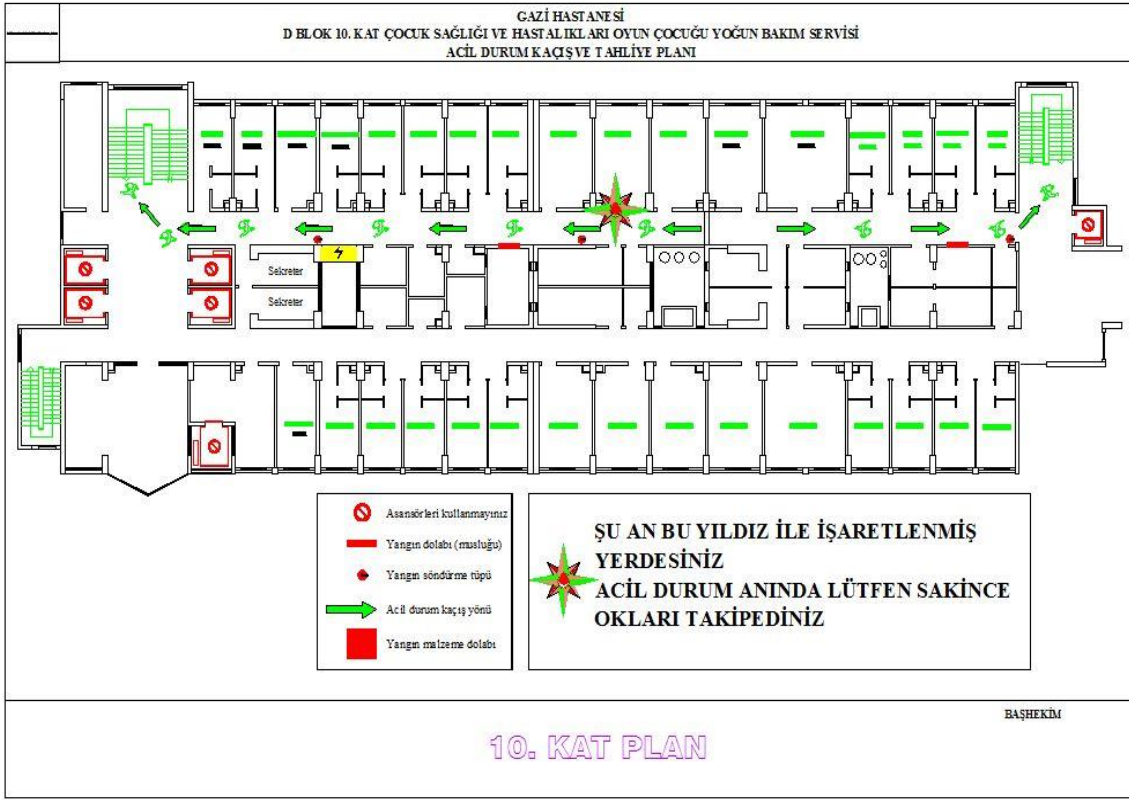 GAZİ HASTANESİ
D BLOK 10. KAT ÇOCUK SAĞLIĞI VE HASTALIKLARI OYUN ÇOCUĞU YOĞUN BAKIM SERVİSİ
ACİL DURUM KAÇIŞ VE TAHLİYE PLANI
Sekreter
Sekreter
Asansörleri kullanmayınız
Yangın dolabı (musluğu)
Yangın söndürme tüpü
Acil durum kaçış yönü
Yangın malzeme dolabı
ŞU AN BU YILDIZ İLE İŞARETLENMİŞ
YERDESİNİZ
ACİL DURUM ANINDA LÜTFEN SAKİNCE
OKLARI TAKİPEDİNİZ
BAŞHEKİM
10. KAT PLAN